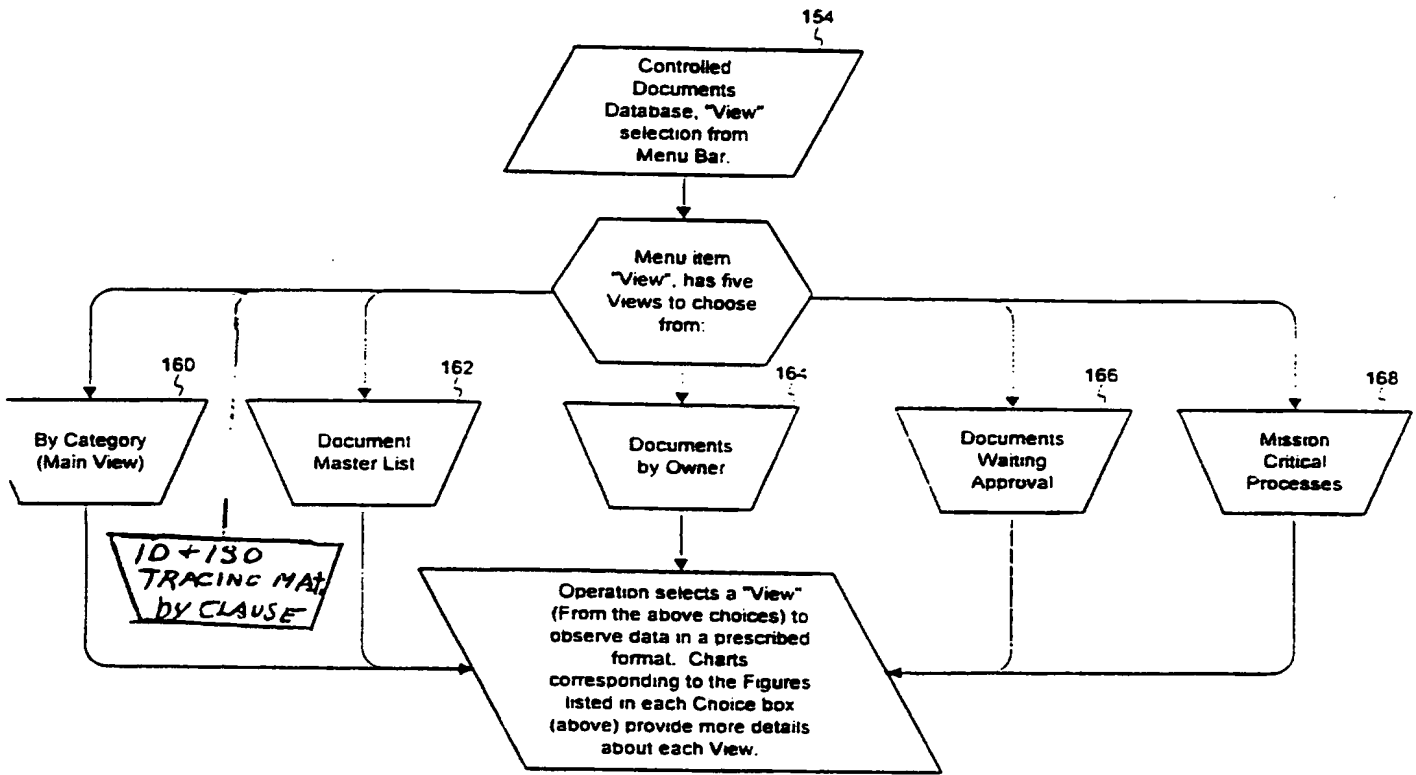 154
Controlled
Documents
Database, "View"
selection from
Menu Bar.
Menu item
"View", has five
Views to choose
from:
160
162
164
166
168
By Category
(Main View)
Document
Master List
Documents
by Owner
Documents
Waiting
Approval
Mission
Critical
Processes
ID + ISO
TRACING MAT.
by CLAUSE
Operation selects a "View"
(From the above choices) to
observe data in a prescribed
format. Charts
corresponding to the Figures
listed in each Choice box
(above) provide more details
about each View.